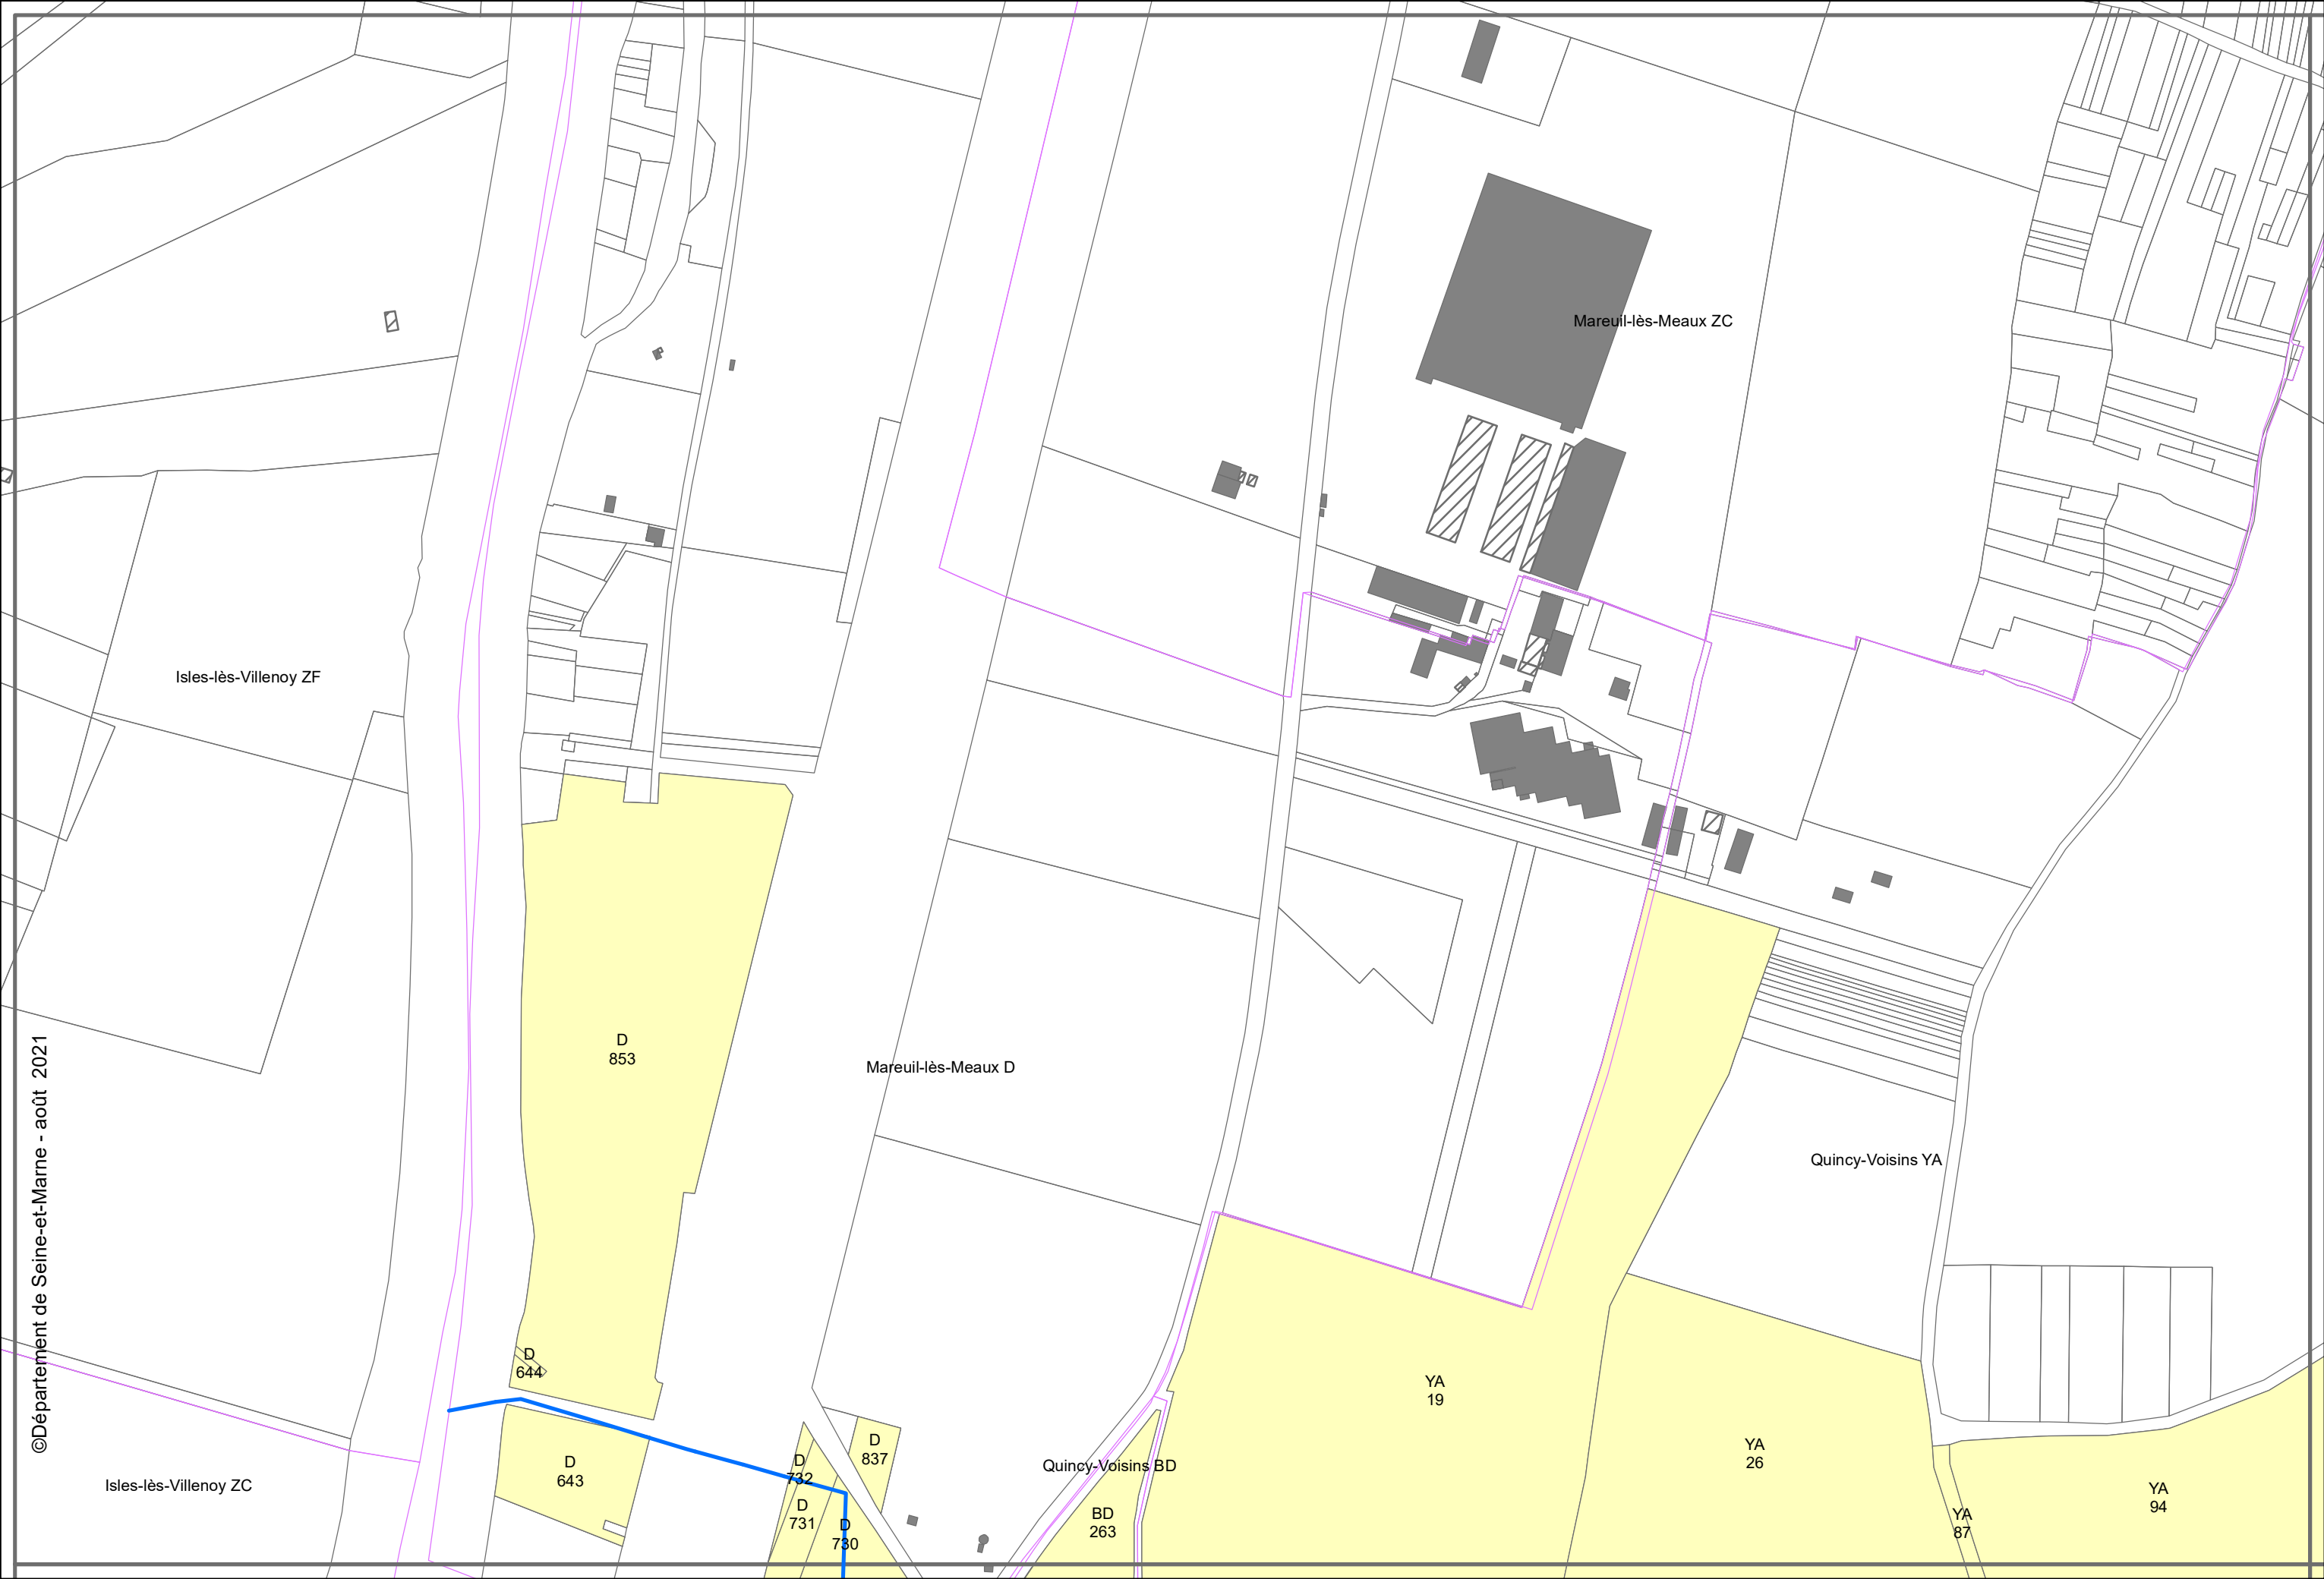 Mareuil-lès-Meaux ZC
Isles-lès-Villenoy ZF
D
853
Mareuil-lès-Meaux D
©Département de Seine-et-Marne - août 2021
Quincy-Voisins YA
D
644
YA
19
D
837
YA
26
D
732
Quincy-Voisins BD
D
643
Isles-lès-Villenoy ZC
YA
94
D
731
BD
263
YA
87
D
730